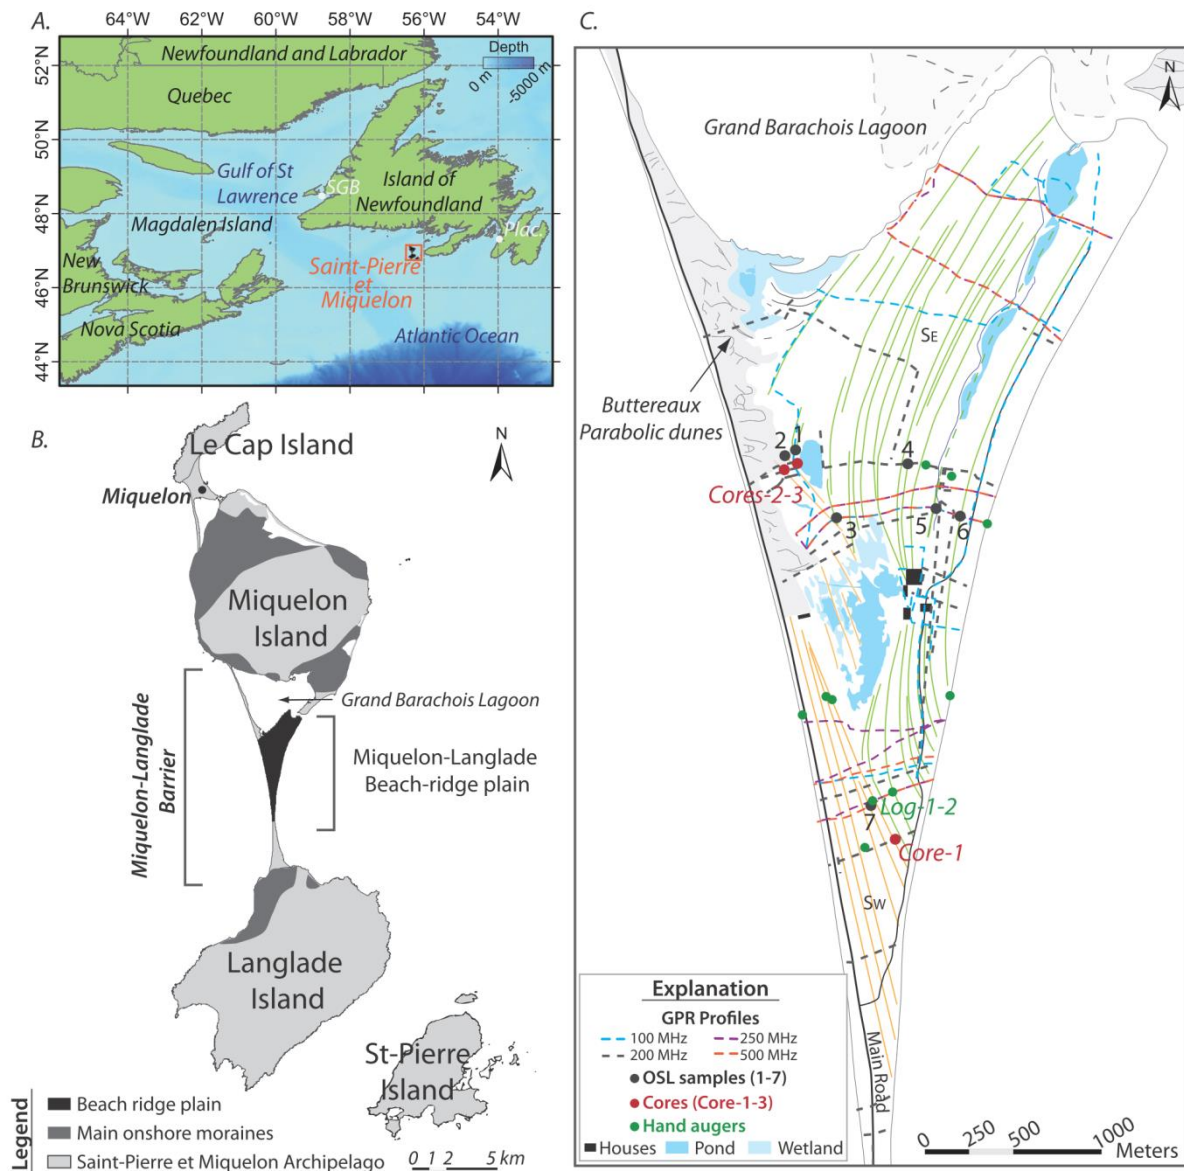 A.
64°W 62°W 60°W 58°W 56°W 54°W
52°N
50°N
48°N
46°N
44°N
Newfoundland and Labrador
Depth
0 m
-5000 m
Quebec
Gulf of St
Lawrence
SGB
Island of
Newfoundland
Magdalen Island
Plac.
New
Brunswick
Saint-Pierre
et
Miquelon
Nova Scotia
Atlantic Ocean
B.
N
Le Cap Island
Miquelon
Miquelon
Island
Grand Barachois Lagoon
Miquelon-Langlade
Barrier
Miquelon-Langlade
Beach-ridge plain
Langlade
Island
St-Pierre
Island
Legend
Beach ridge plain
Main onshore moraines
Saint-Pierre et Miquelon Archipelago
0 1 2 5 km
C.
N
Grand Barachois Lagoon
SE
Buttereaux
Parabolic dunes
2 1
4
Cores-2-3
3
5
6
Log-1-2
7
Core-1
SW
Main Road
Explanation
GPR Profiles
100 MHz 250 MHz
200 MHz 500 MHz
OSL samples (1-7)
Cores (Core-1-3)
Hand augers
Houses Pond Wetland
0 250 500 1000
Meters